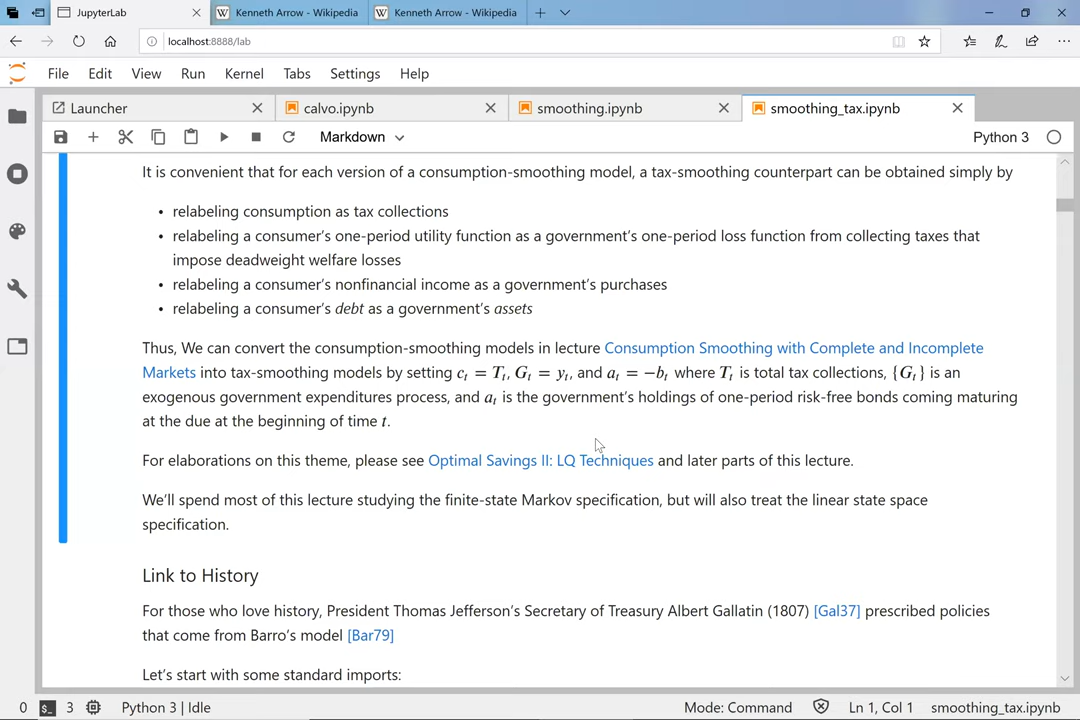 JupyterLab
Kenneth Arrow - Wikipedia
Kenneth Arrow - Wikipedia
localhost:8888/lab
File Edit View Run Kernel Tabs Settings Help
Launcher
calvo.ipynb
smoothing.ipynb
smoothing_tax.ipynb
Markdown
Python 3
It is convenient that for each version of a consumption-smoothing model, a tax-smoothing counterpart can be obtained simply by
• relabeling consumption as tax collections
• relabeling a consumer’s one-period utility function as a government’s one-period loss function from collecting taxes that
impose deadweight welfare losses
• relabeling a consumer’s nonfinancial income as a government’s purchases
• relabeling a consumer’s debt as a government’s assets
Thus, We can convert the consumption-smoothing models in lecture Consumption Smoothing with Complete and Incomplete
Markets into tax-smoothing models by setting cₜ = Tₜ, Gₜ = yₜ, and aₜ = −bₜ where Tₜ is total tax collections, {Gₜ} is an
exogenous government expenditures process, and aₜ is the government’s holdings of one-period risk-free bonds coming maturing
at the due at the beginning of time t.
For elaborations on this theme, please see Optimal Savings II: LQ Techniques and later parts of this lecture.
We’ll spend most of this lecture studying the finite-state Markov specification, but will also treat the linear state space
specification.
Link to History
For those who love history, President Thomas Jefferson’s Secretary of Treasury Albert Gallatin (1807) [Gal37] prescribed policies
that come from Barro’s model [Bar79]
Let’s start with some standard imports:
0 $_ 3 Python 3 | Idle Mode: Command Ln 1, Col 1 smoothing_tax.ipynb